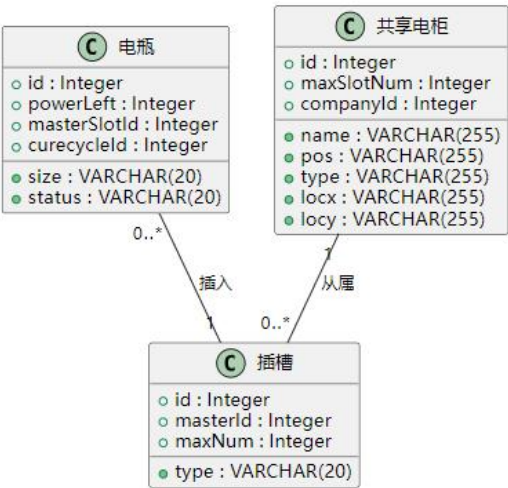 C 电瓶
id : Integer
powerLeft : Integer
masterSlotId : Integer
curecycleId : Integer
size : VARCHAR(20)
status : VARCHAR(20)
C 共享电柜
id : Integer
maxSlotNum : Integer
companyId : Integer
name : VARCHAR(255)
pos : VARCHAR(255)
type : VARCHAR(255)
locx : VARCHAR(255)
locy : VARCHAR(255)
0..*
插入
1
1
从属
0..*
C 插槽
id : Integer
masterId : Integer
maxNum : Integer
type : VARCHAR(20)